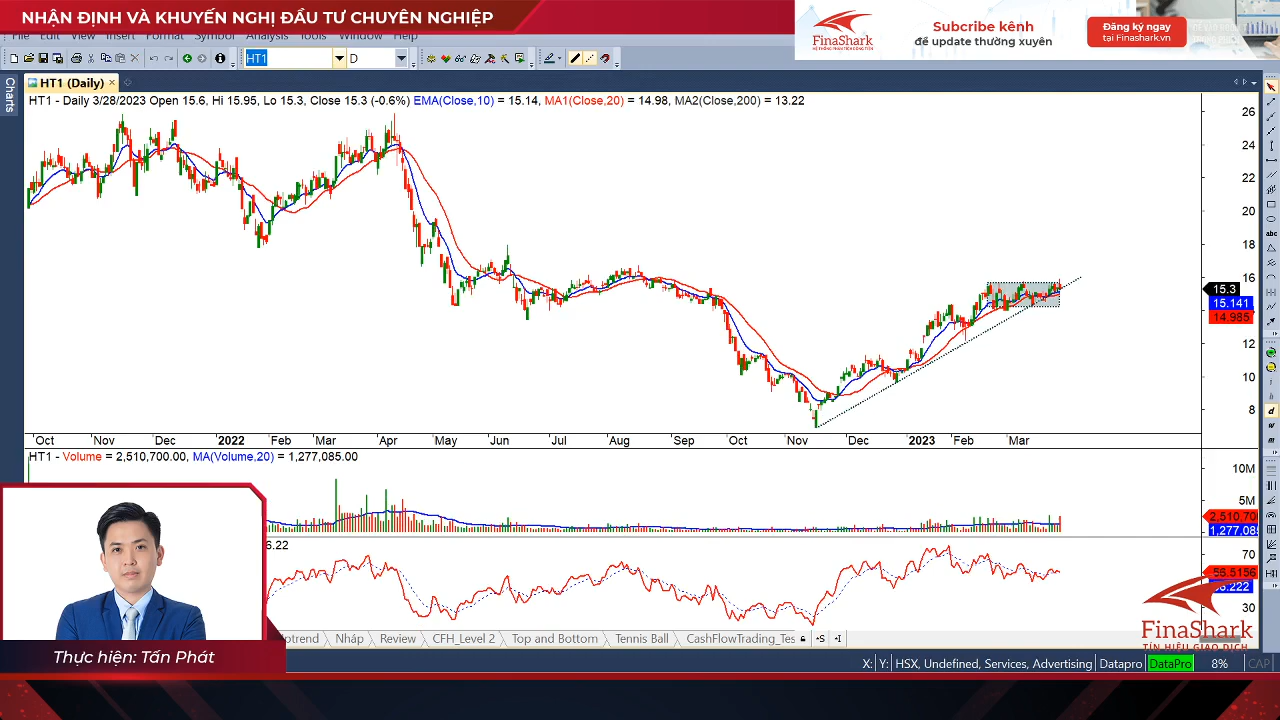 NHẬN ĐỊNH VÀ KHUYẾN NGHỊ ĐẦU TƯ CHUYÊN NGHIỆP
FinaShark
Subcribe kênh
để update thường xuyên
Đăng ký ngay
tại Finashark.vn
File Edit View Insert Format Symbol Analysis Tools Window Help
HT1
D
Charts
HT1 (Daily)
HT1 - Daily 3/28/2023 Open 15.6, Hi 15.95, Lo 15.3, Close 15.3 (-0.6%) EMA(Close,10) = 15.14, MA1(Close,20) = 14.98, MA2(Close,200) = 13.22
26
24
22
20
18
16
15.3
15.141
14.985
12
10
8
Oct Nov Dec 2022 Feb Mar Apr May Jun Jul Aug Sep Oct Nov Dec 2023 Feb Mar
HT1 - Volume = 2,510,700.00, MA(Volume,20) = 1,277,085.00
10M
5M
2,510,70
1,277,08
6.22
70
30
FinaShark
TÍN HIỆU GIAO DỊCH
ptrend Nháp Review CFH_Level 2 Top and Bottom Tennis Ball CashFlowTrading_Tes
Thực hiện: Tấn Phát
X: Y: HSX, Undefined, Services, Advertising Datapro DataPro 8% CAP